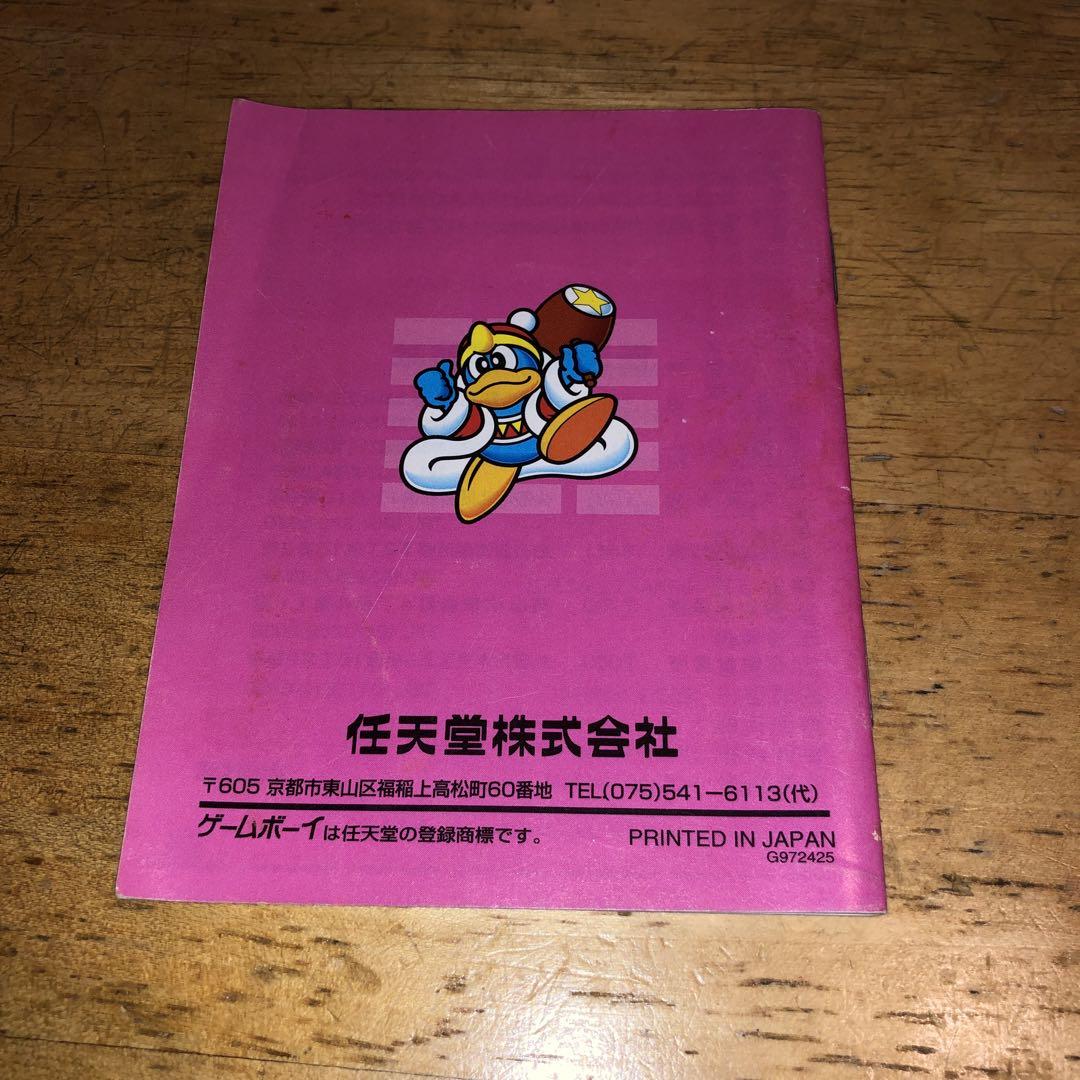 任天堂株式会社
〒605 京都市東山区福稲上高松町60番地 TEL(075)541-6113(代)
ゲームボーイは任天堂の登録商標です。 PRINTED IN JAPAN
G972425